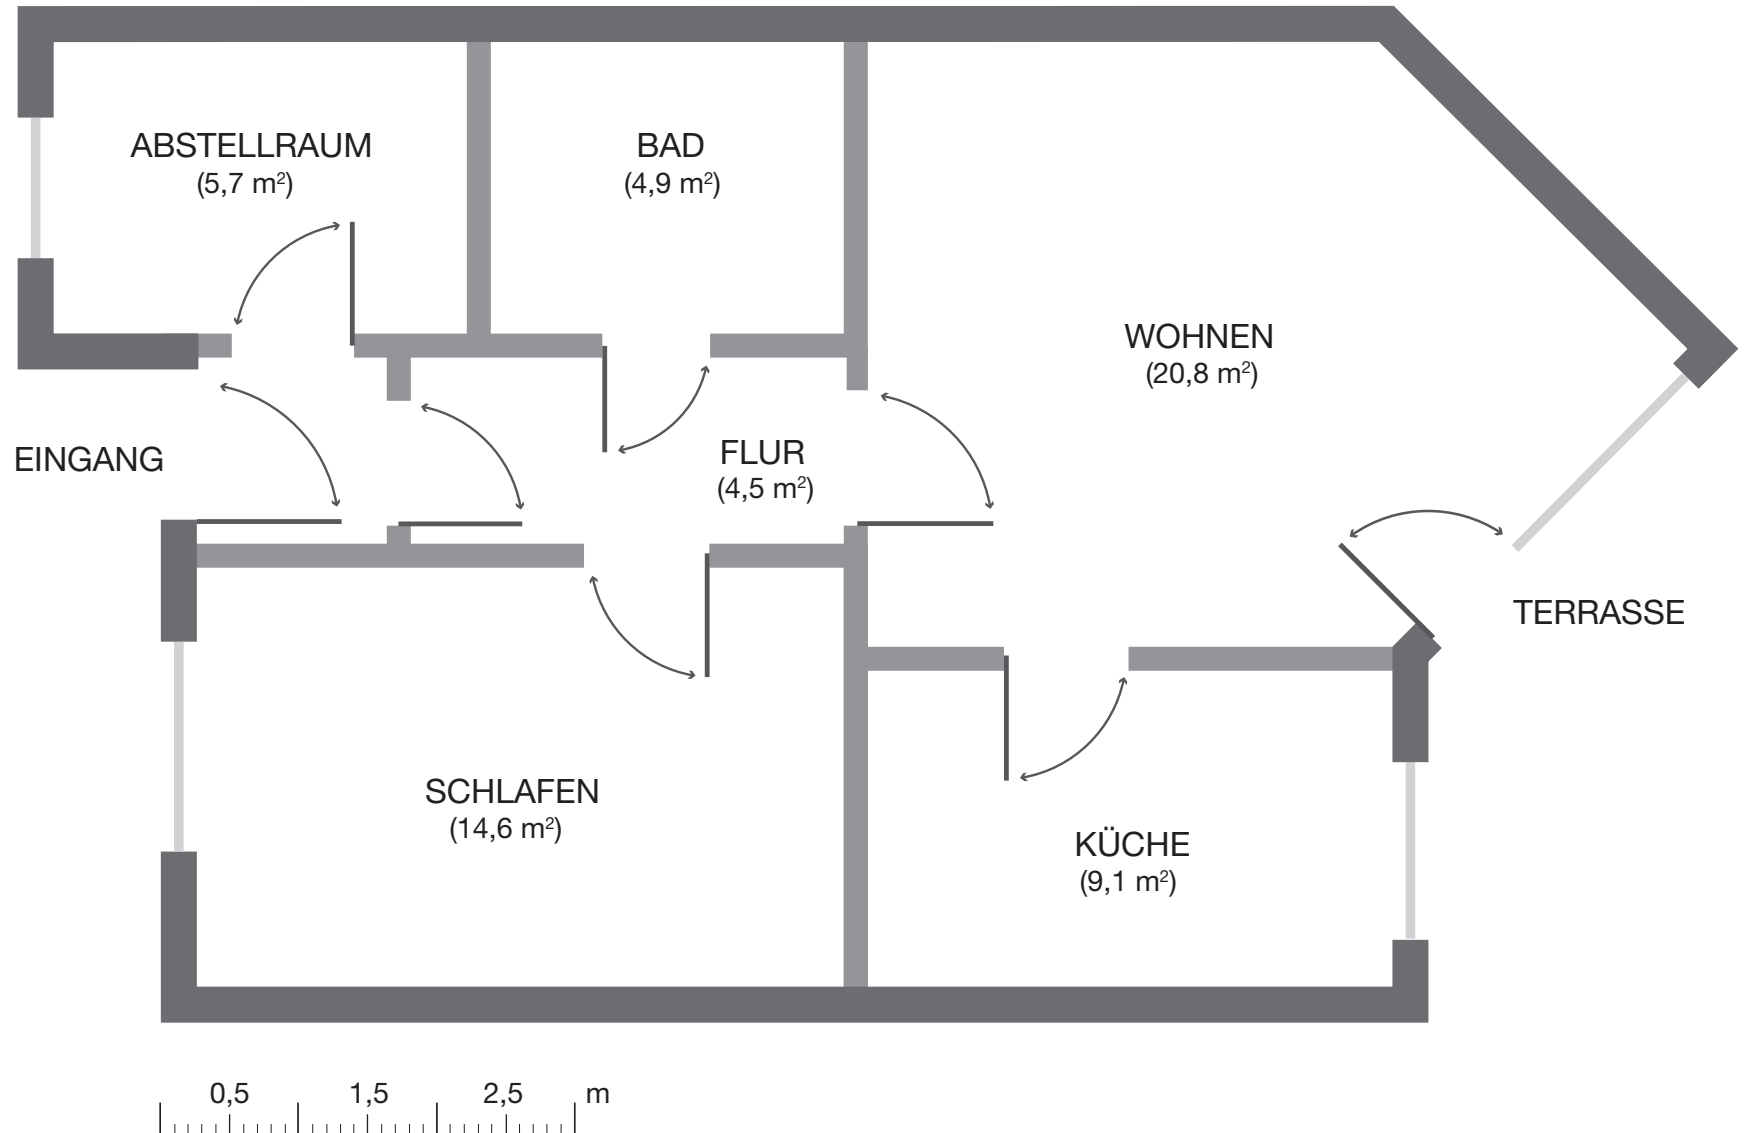 ABSTELLRAUM
(5,7 m²)
BAD
(4,9 m²)
WOHNEN
(20,8 m²)
EINGANG
FLUR
(4,5 m²)
TERRASSE
SCHLAFEN
(14,6 m²)
KÜCHE
(9,1 m²)
0,5 1,5 2,5 m